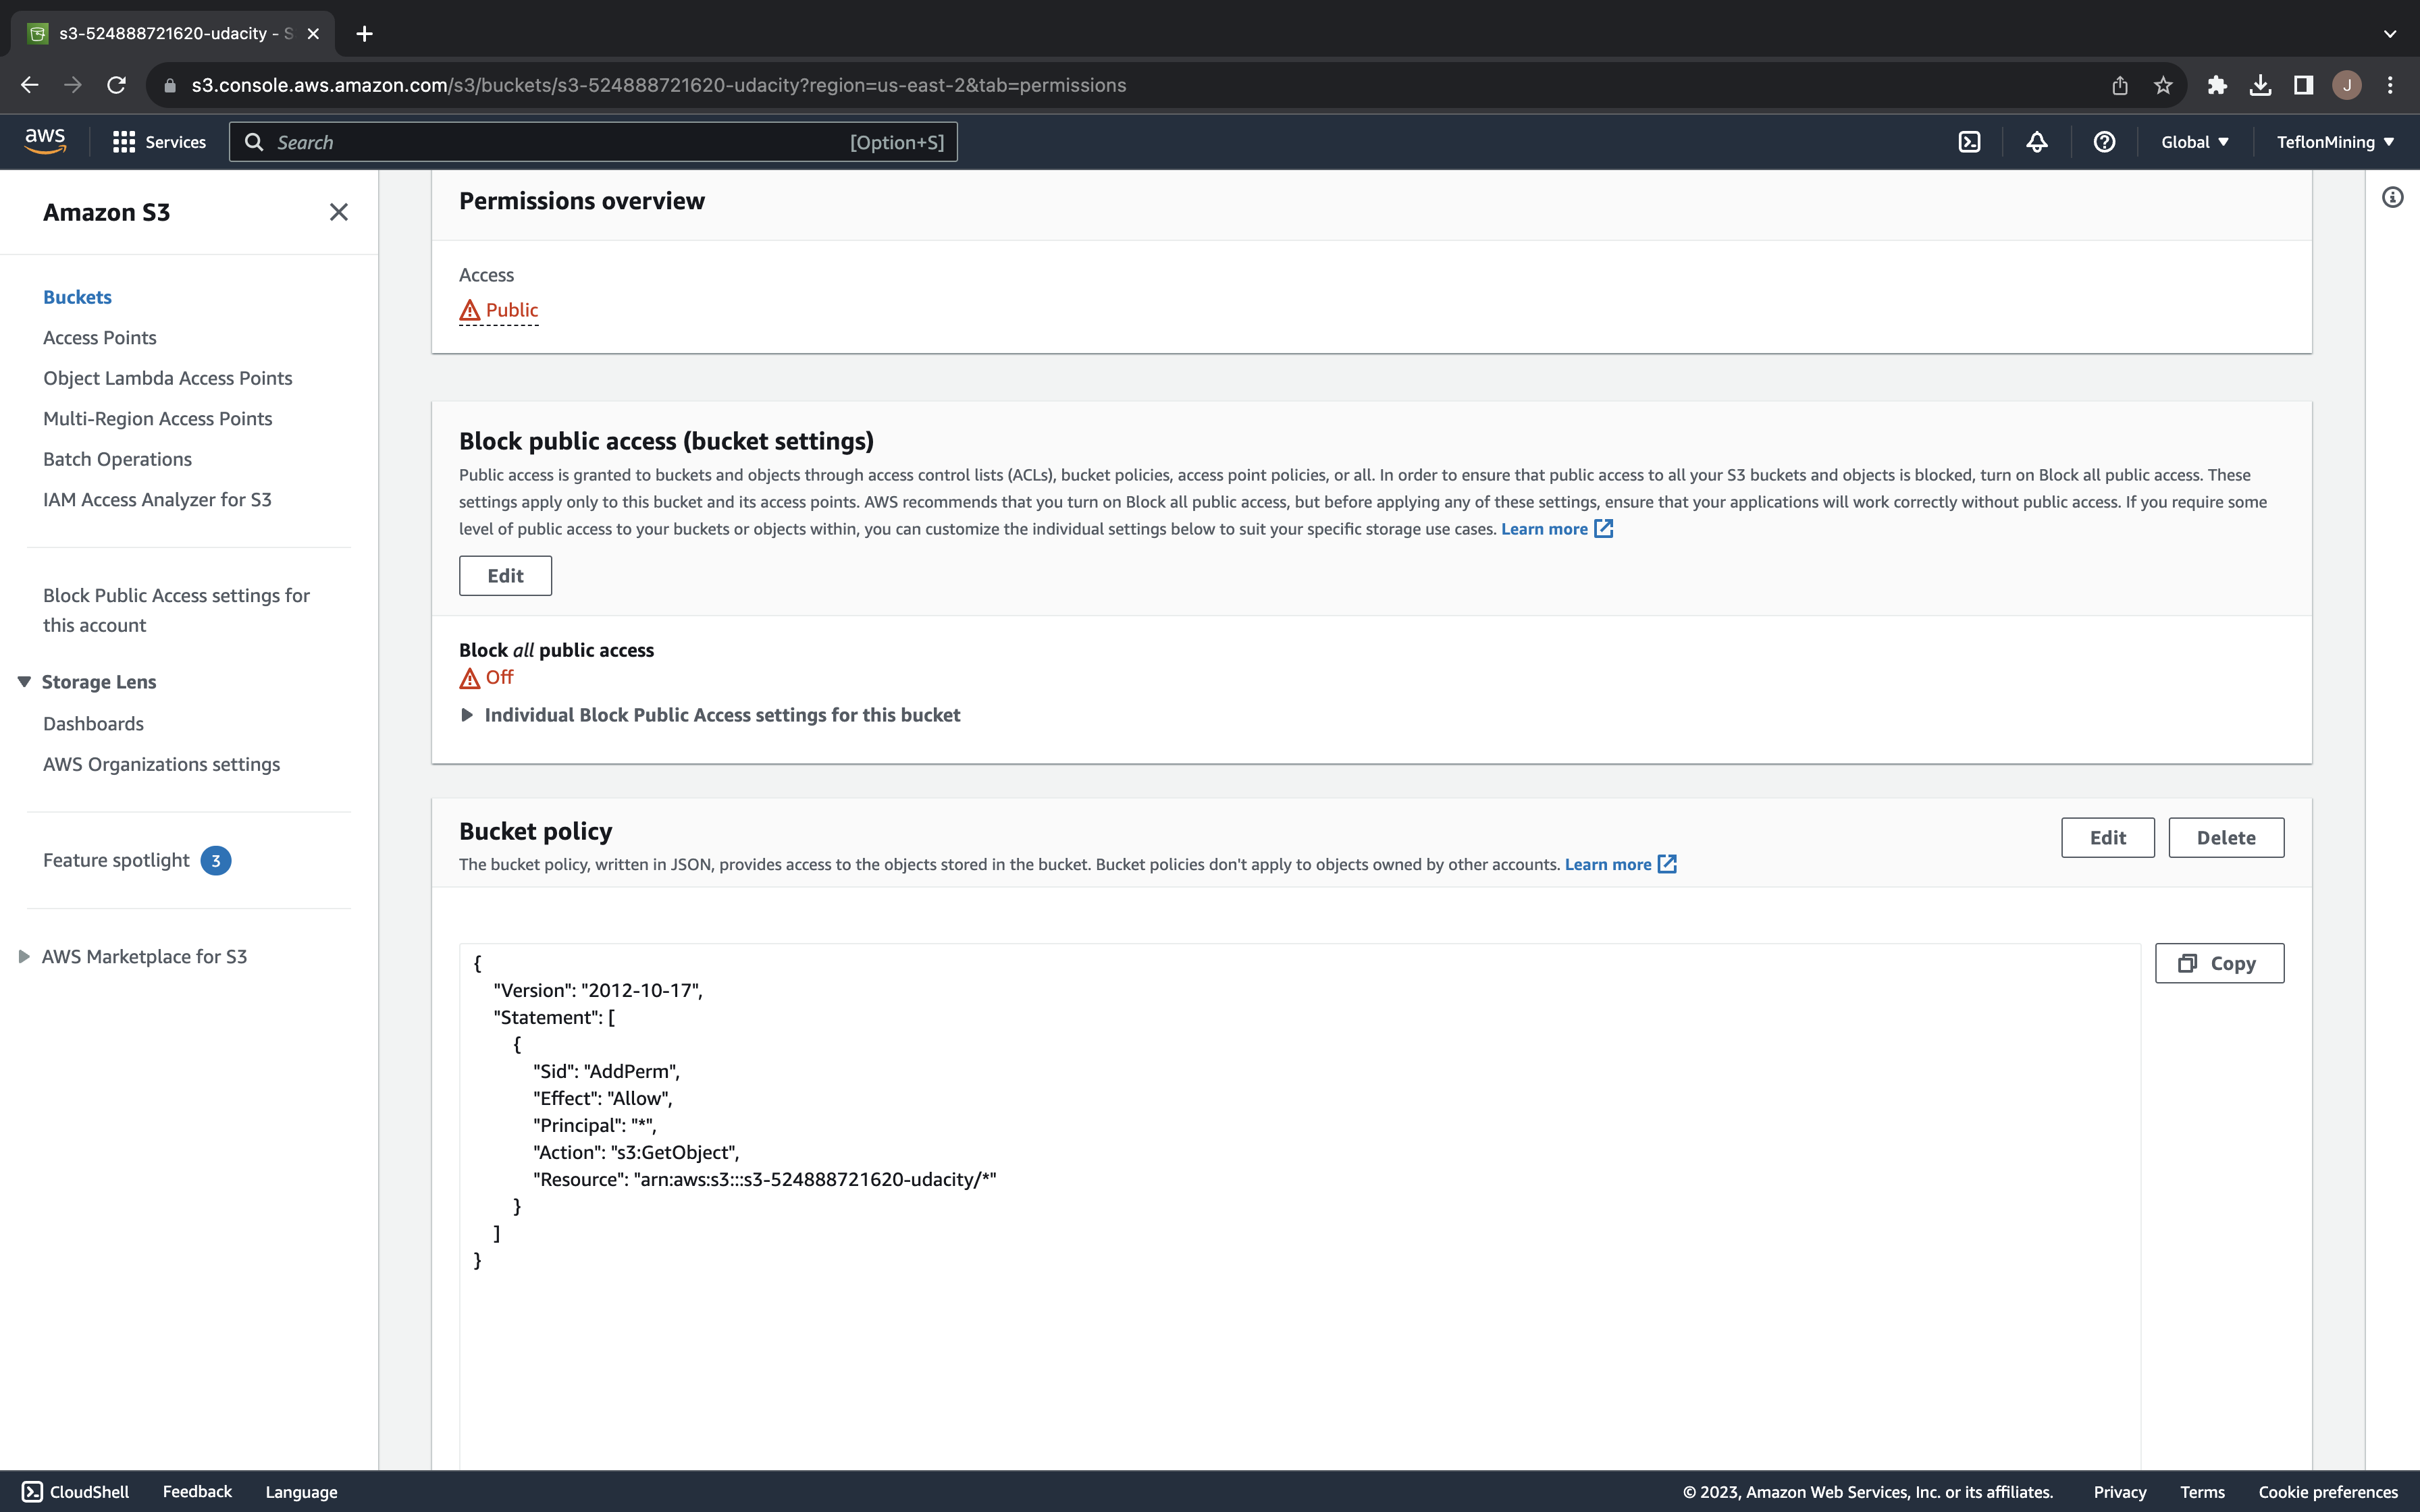 s3-524888721620-udacity - S
s3.console.aws.amazon.com/s3/buckets/s3-524888721620-udacity?region=us-east-2&tab=permissions
J
aws
Services
Search
[Option+S]
Global
TeflonMining
Amazon S3
Buckets
Access Points
Object Lambda Access Points
Multi-Region Access Points
Batch Operations
IAM Access Analyzer for S3
Block Public Access settings for
this account
Storage Lens
Dashboards
AWS Organizations settings
Feature spotlight 3
AWS Marketplace for S3
Permissions overview
Access
Public
Block public access (bucket settings)
Public access is granted to buckets and objects through access control lists (ACLs), bucket policies, access point policies, or all. In order to ensure that public access to all your S3 buckets and objects is blocked, turn on Block all public access. These
settings apply only to this bucket and its access points. AWS recommends that you turn on Block all public access, but before applying any of these settings, ensure that your applications will work correctly without public access. If you require some
level of public access to your buckets or objects within, you can customize the individual settings below to suit your specific storage use cases. Learn more
Edit
Block all public access
Off
Individual Block Public Access settings for this bucket
Bucket policy
Edit
Delete
The bucket policy, written in JSON, provides access to the objects stored in the bucket. Bucket policies don't apply to objects owned by other accounts. Learn more
Copy
{
"Version": "2012-10-17",
"Statement": [
{
"Sid": "AddPerm",
"Effect": "Allow",
"Principal": "*",
"Action": "s3:GetObject",
"Resource": "arn:aws:s3:::s3-524888721620-udacity/*"
}
]
}
CloudShell
Feedback
Language
© 2023, Amazon Web Services, Inc. or its affiliates.
Privacy
Terms
Cookie preferences